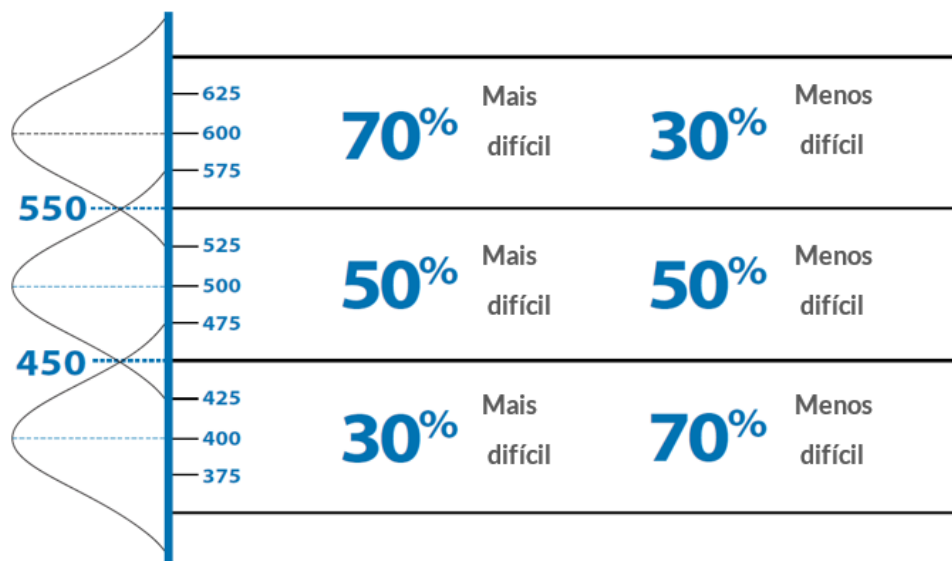 625
600
575
550
70% Mais difícil
30% Menos difícil
525
500
475
450
50% Mais difícil
50% Menos difícil
425
400
375
30% Mais difícil
70% Menos difícil